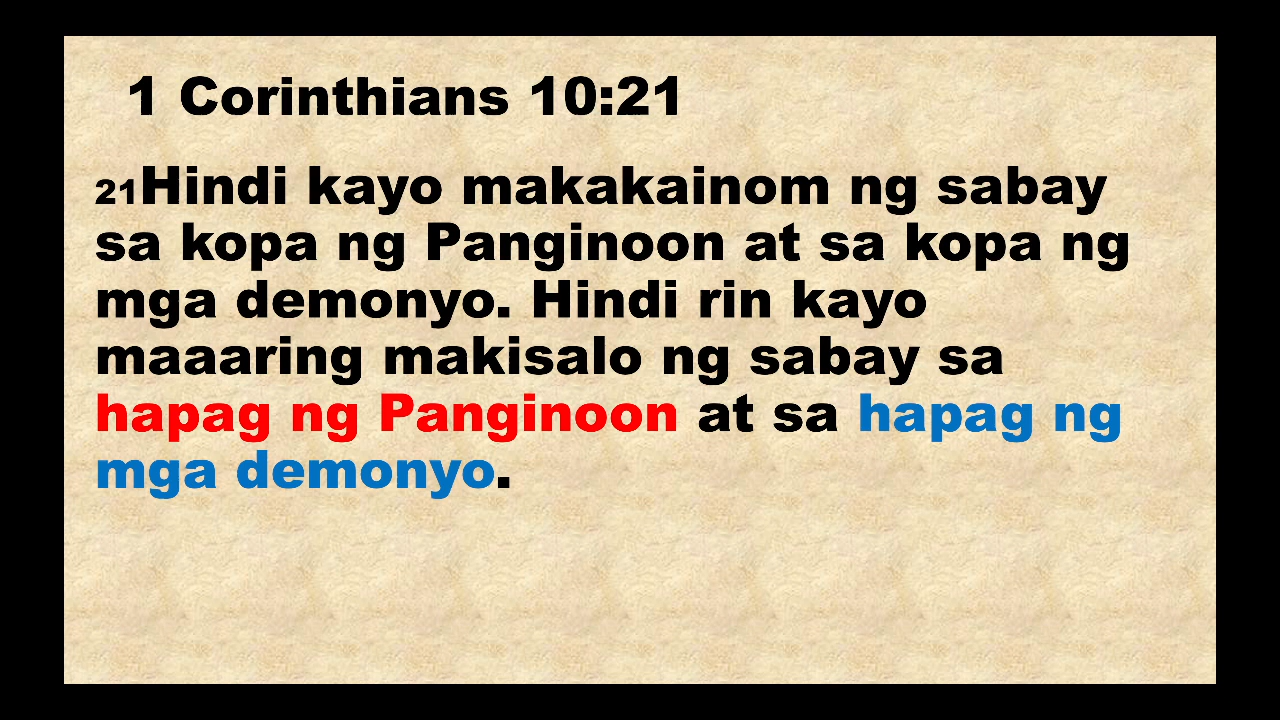 1 Corinthians 10:21
21Hindi kayo makakainom ng sabay
sa kopa ng Panginoon at sa kopa ng
mga demonyo. Hindi rin kayo
maaaring makisalo ng sabay sa
hapag ng Panginoon at sa hapag ng
mga demonyo.